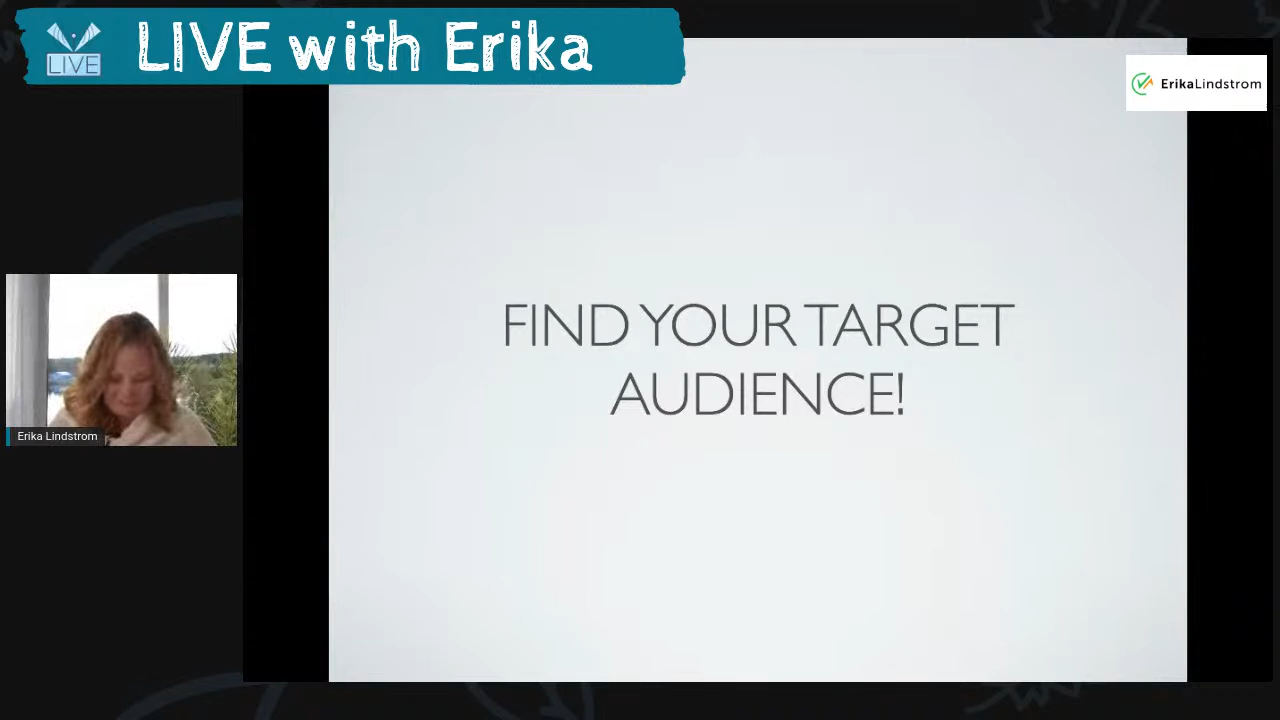 LIVE
LIVE with Erika
ErikaLindstrom
FIND YOUR TARGET
AUDIENCE!
Erika Lindstrom